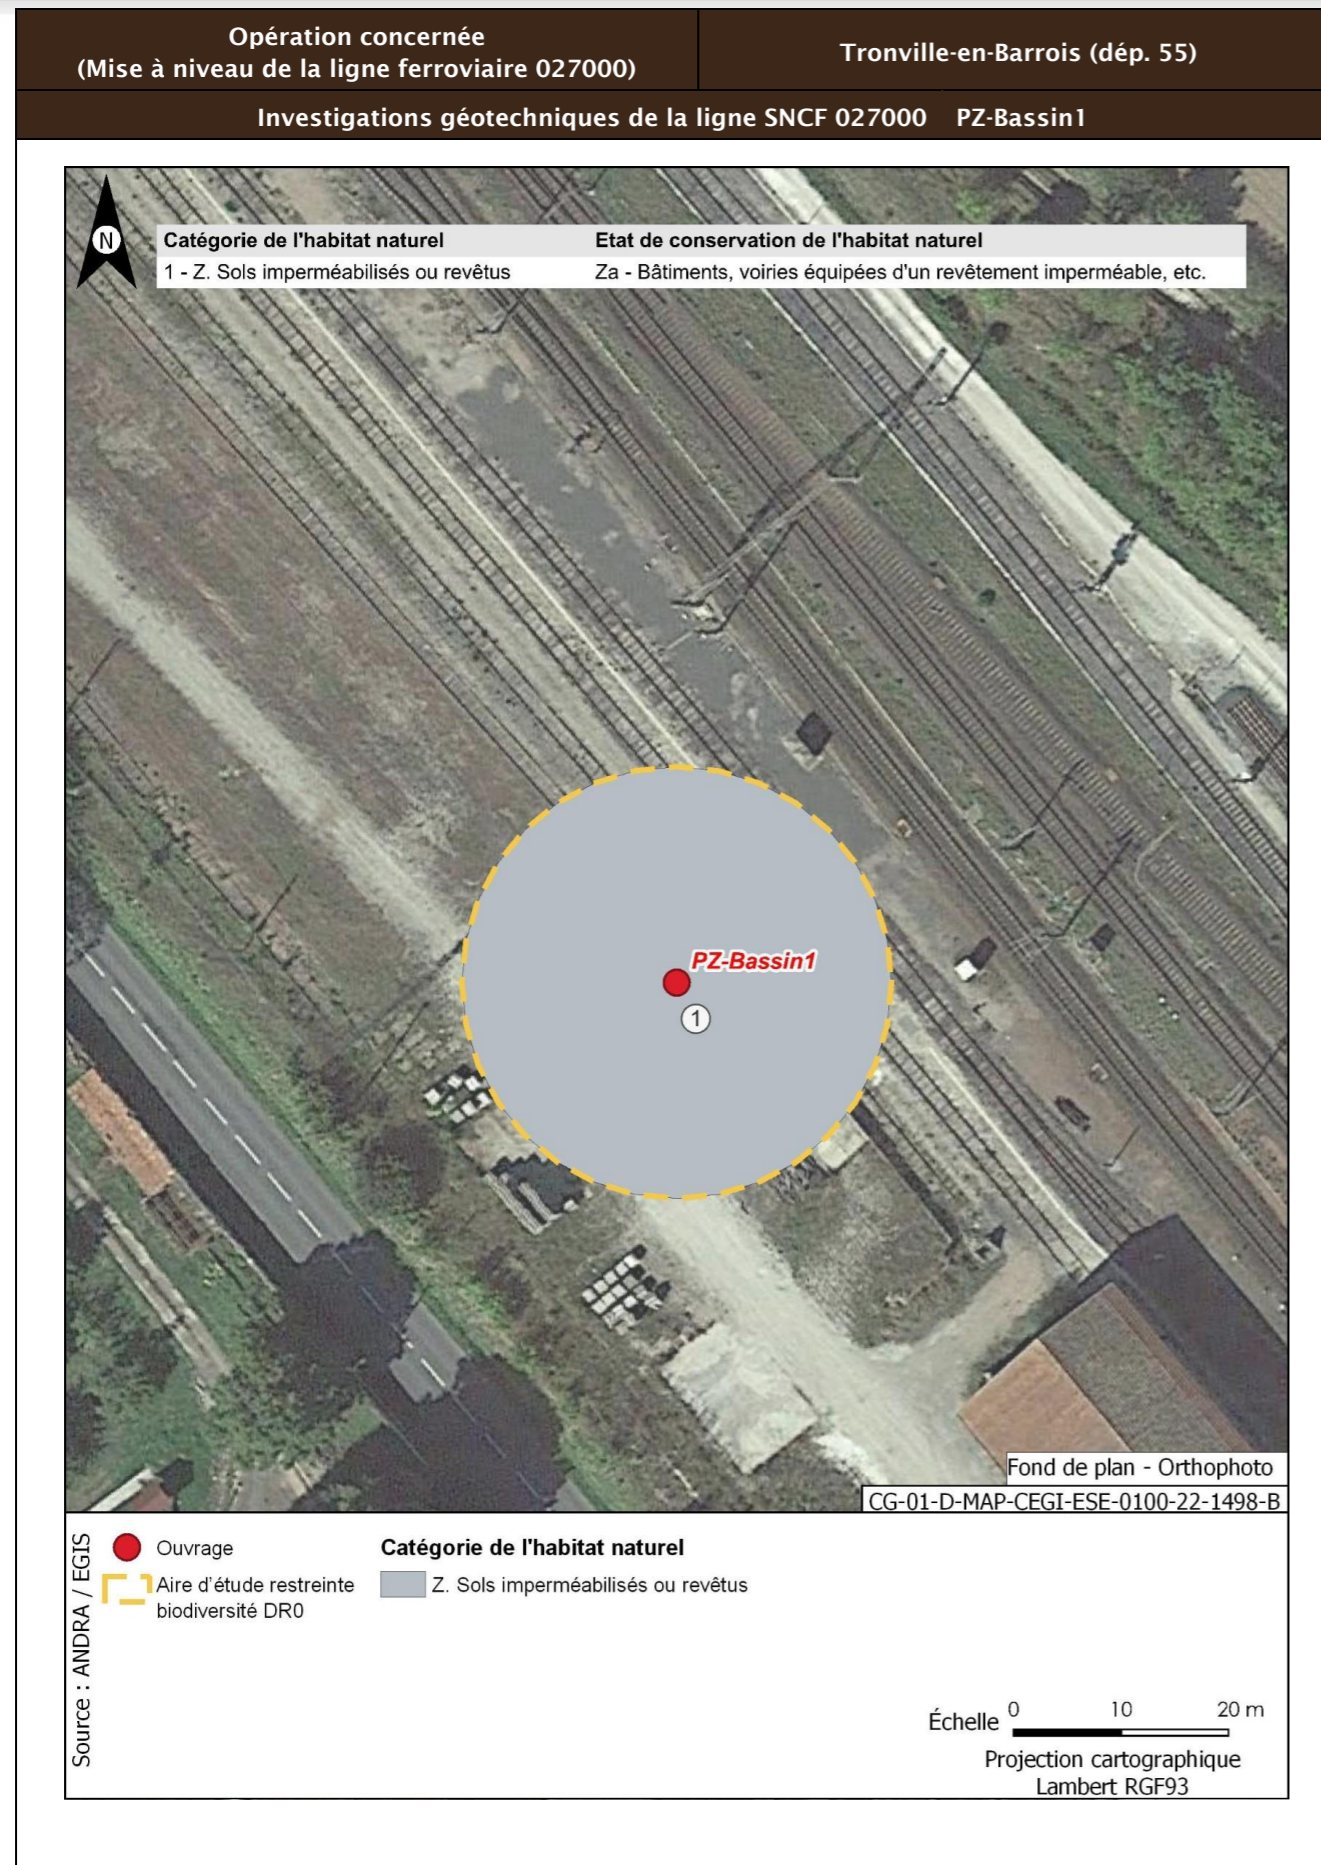 Opération concernée
(Mise à niveau de la ligne ferroviaire 027000)
Tronville-en-Barrois (dép. 55)
Investigations géotechniques de la ligne SNCF 027000 PZ-Bassin1
N
Catégorie de l'habitat naturel Etat de conservation de l'habitat naturel
1 - Z. Sols imperméabilisés ou revêtus Za - Bâtiments, voiries équipées d'un revêtement imperméable, etc.
PZ-Bassin1
1
Fond de plan - Orthophoto
CG-01-D-MAP-CEGI-ESE-0100-22-1498-B
Source : ANDRA / EGIS
Ouvrage
Aire d'étude restreinte
biodiversité DR0
Catégorie de l'habitat naturel
Z. Sols imperméabilisés ou revêtus
Échelle 0 10 20 m
Projection cartographique
Lambert RGF93